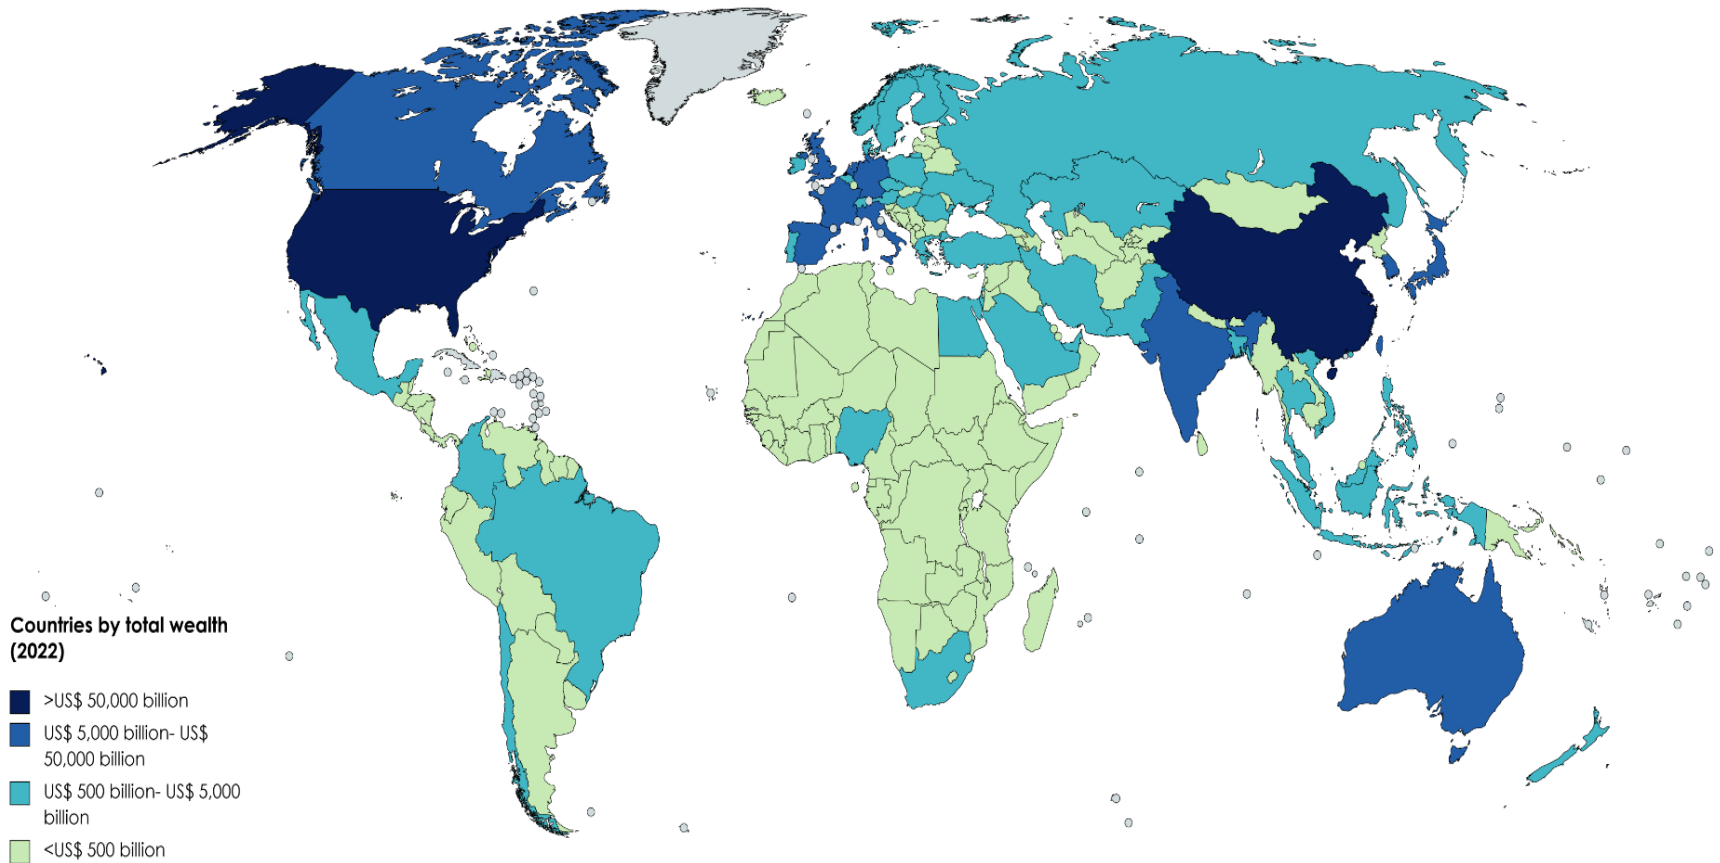 Countries by total wealth
(2022)
>US$ 50,000 billion
US$ 5,000 billion- US$
50,000 billion
US$ 500 billion- US$ 5,000
billion
<US$ 500 billion